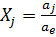 X_j = a_j / a_e